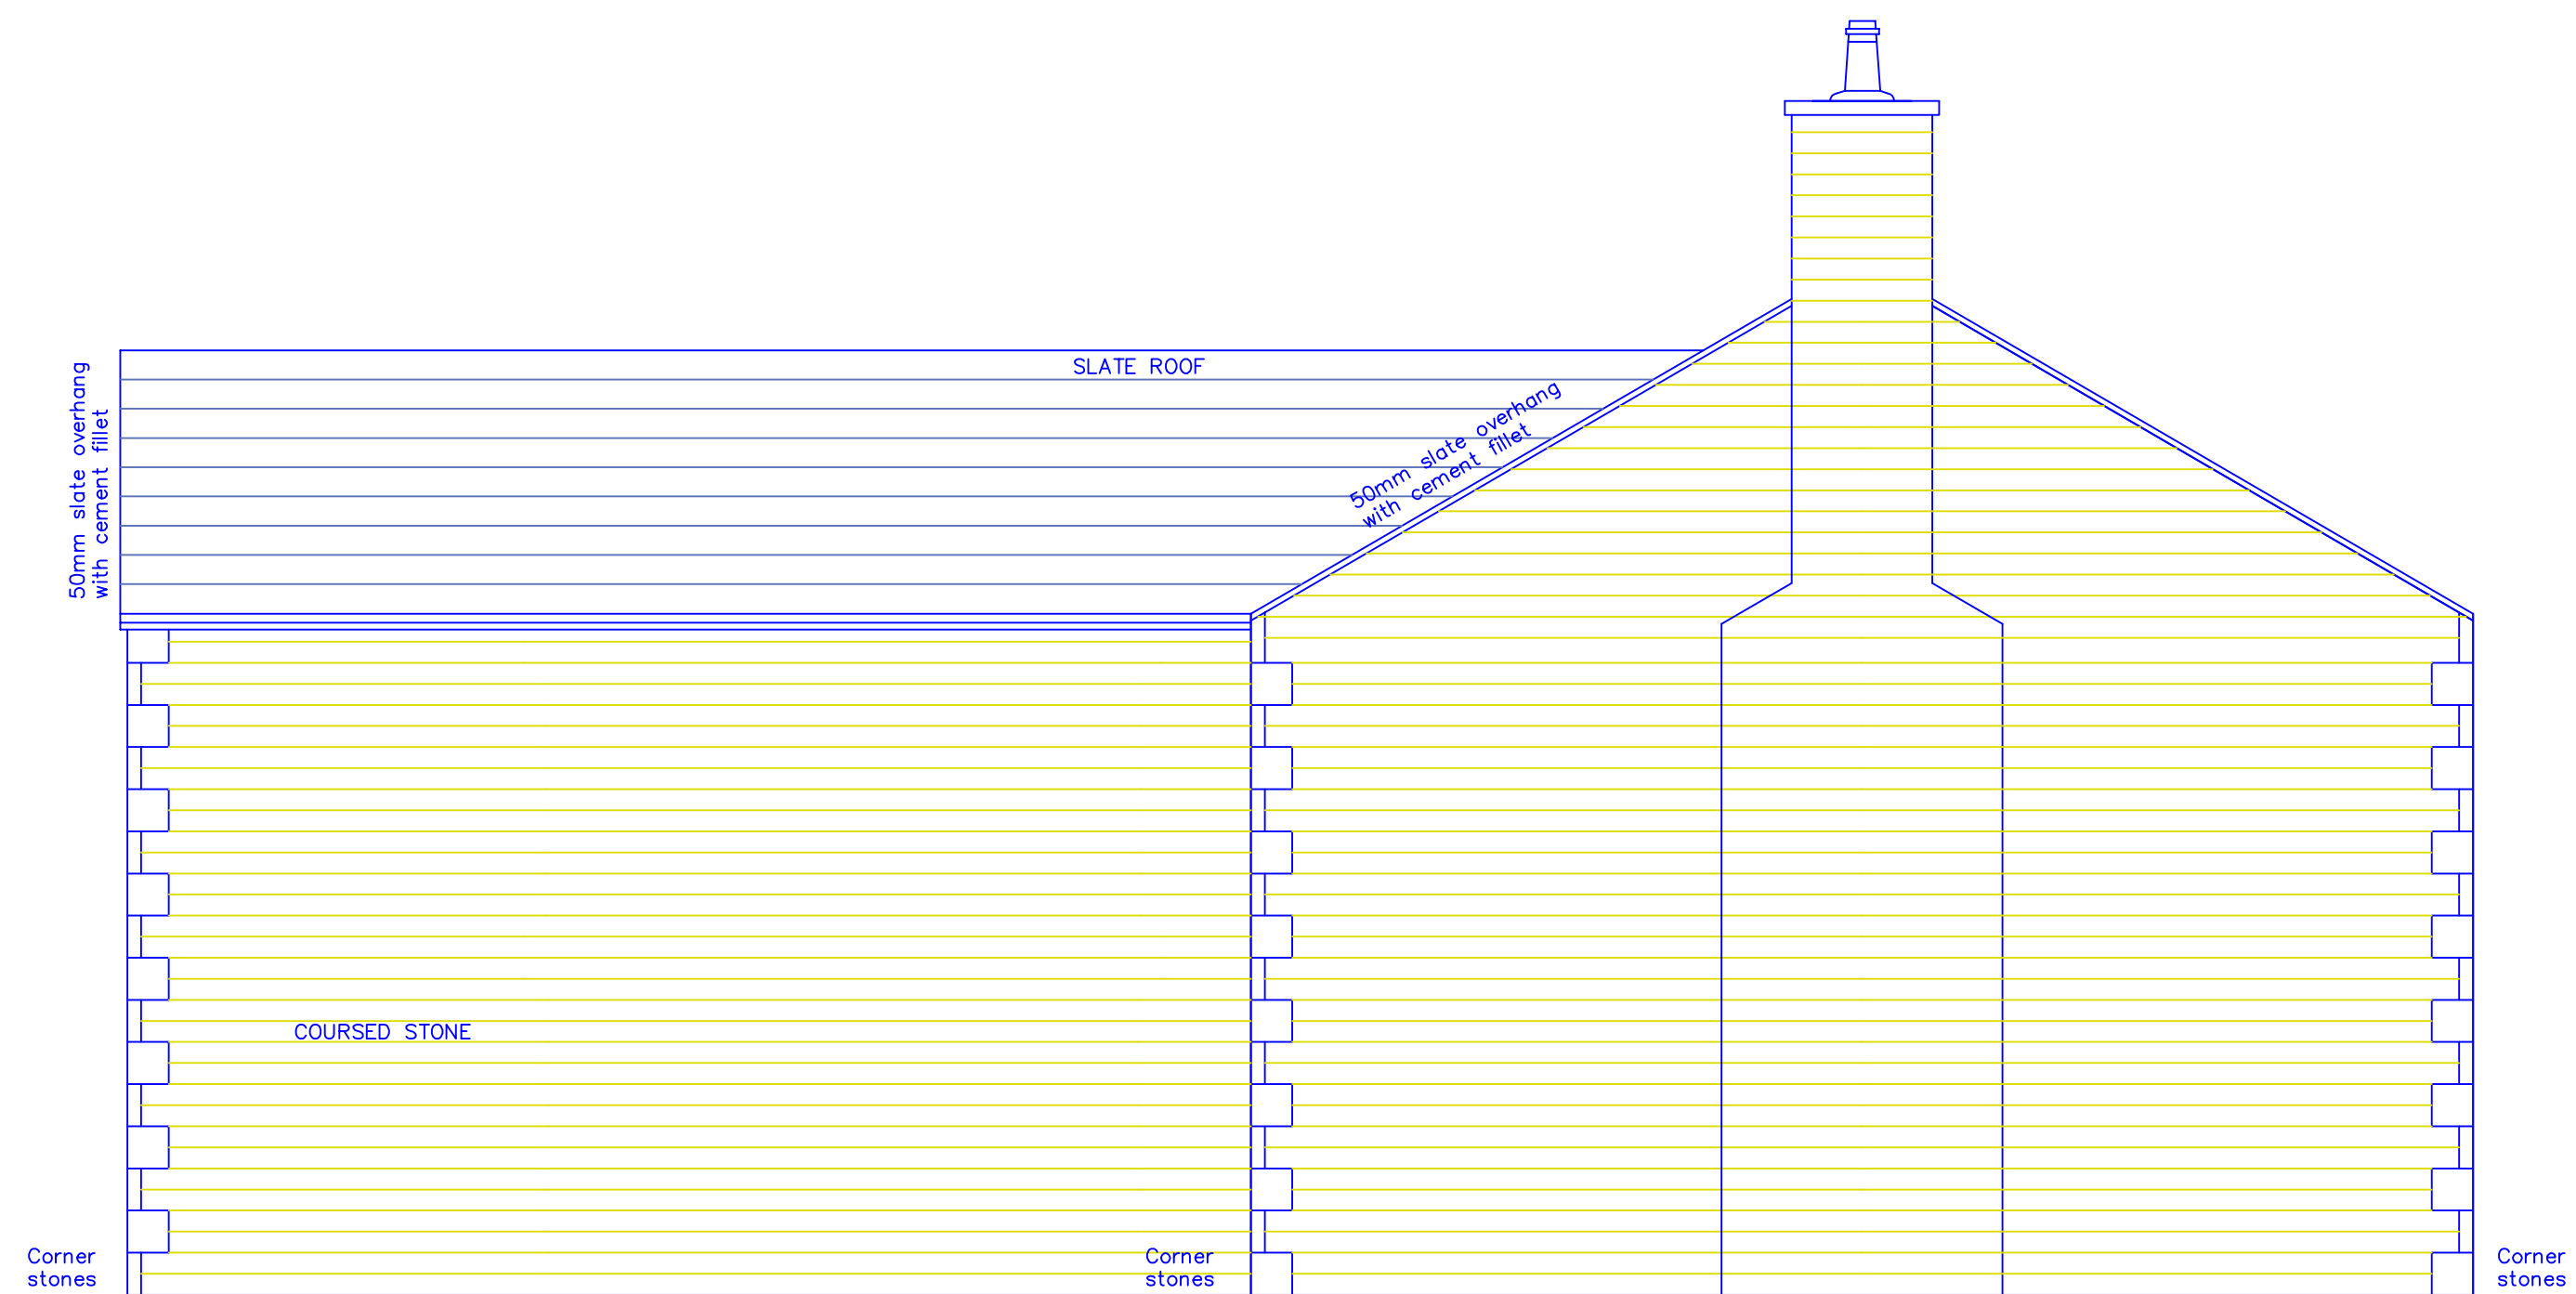 SLATE ROOF
50mm slate overhang
with cement fillet
50mm slate overhang
with cement fillet
COURSED STONE
Corner
stones
Corner
stones
Corner
stones